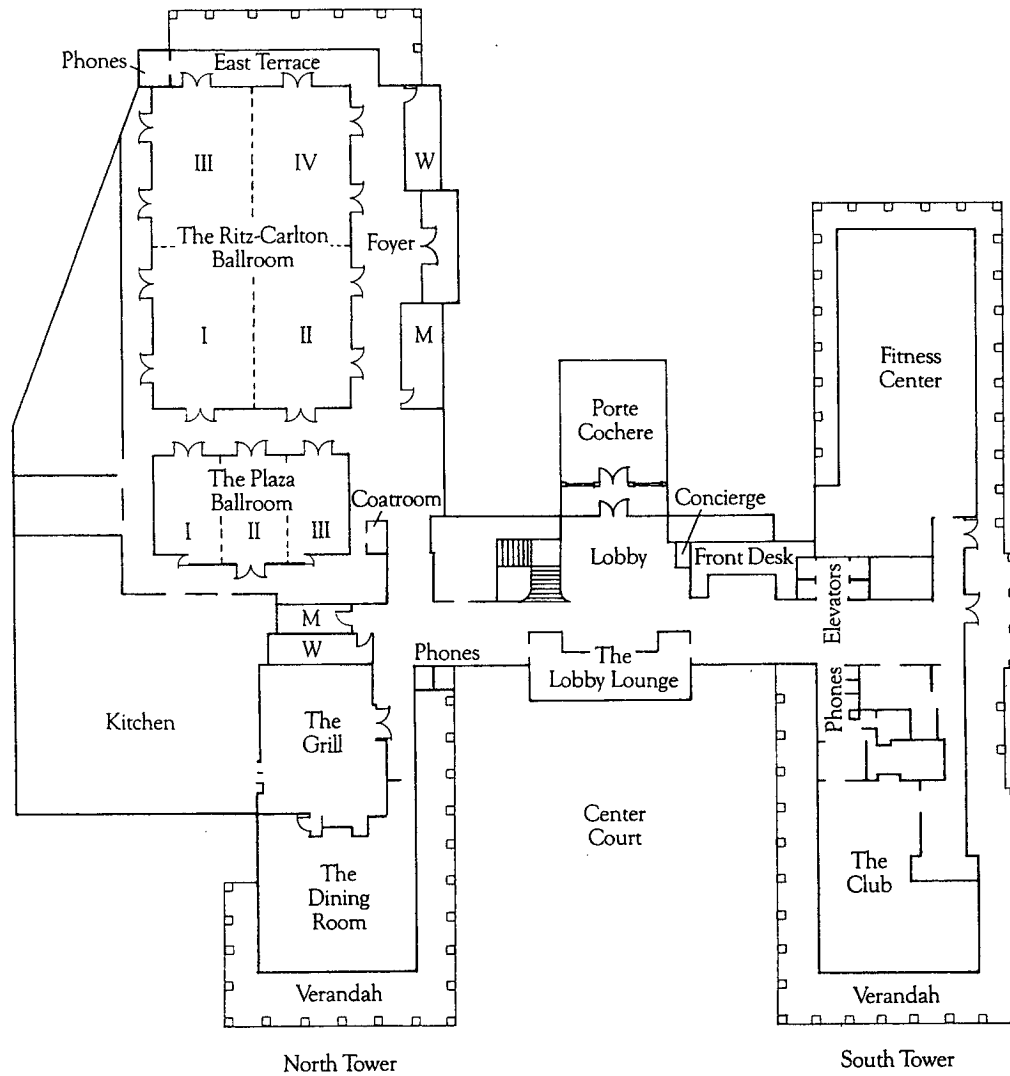 Phones
East Terrace
III
IV
W
The Ritz-Carlton
Ballroom
Foyer
I
II
M
Fitness
Center
Porte
Cochere
The Plaza
Ballroom
Coatroom
Concierge
I
II
III
Lobby
Front Desk
Elevators
M
W
Phones
The
Lobby Lounge
Phones
Kitchen
The
Grill
Center
Court
The
Dining
Room
The
Club
Verandah
Verandah
North Tower
South Tower